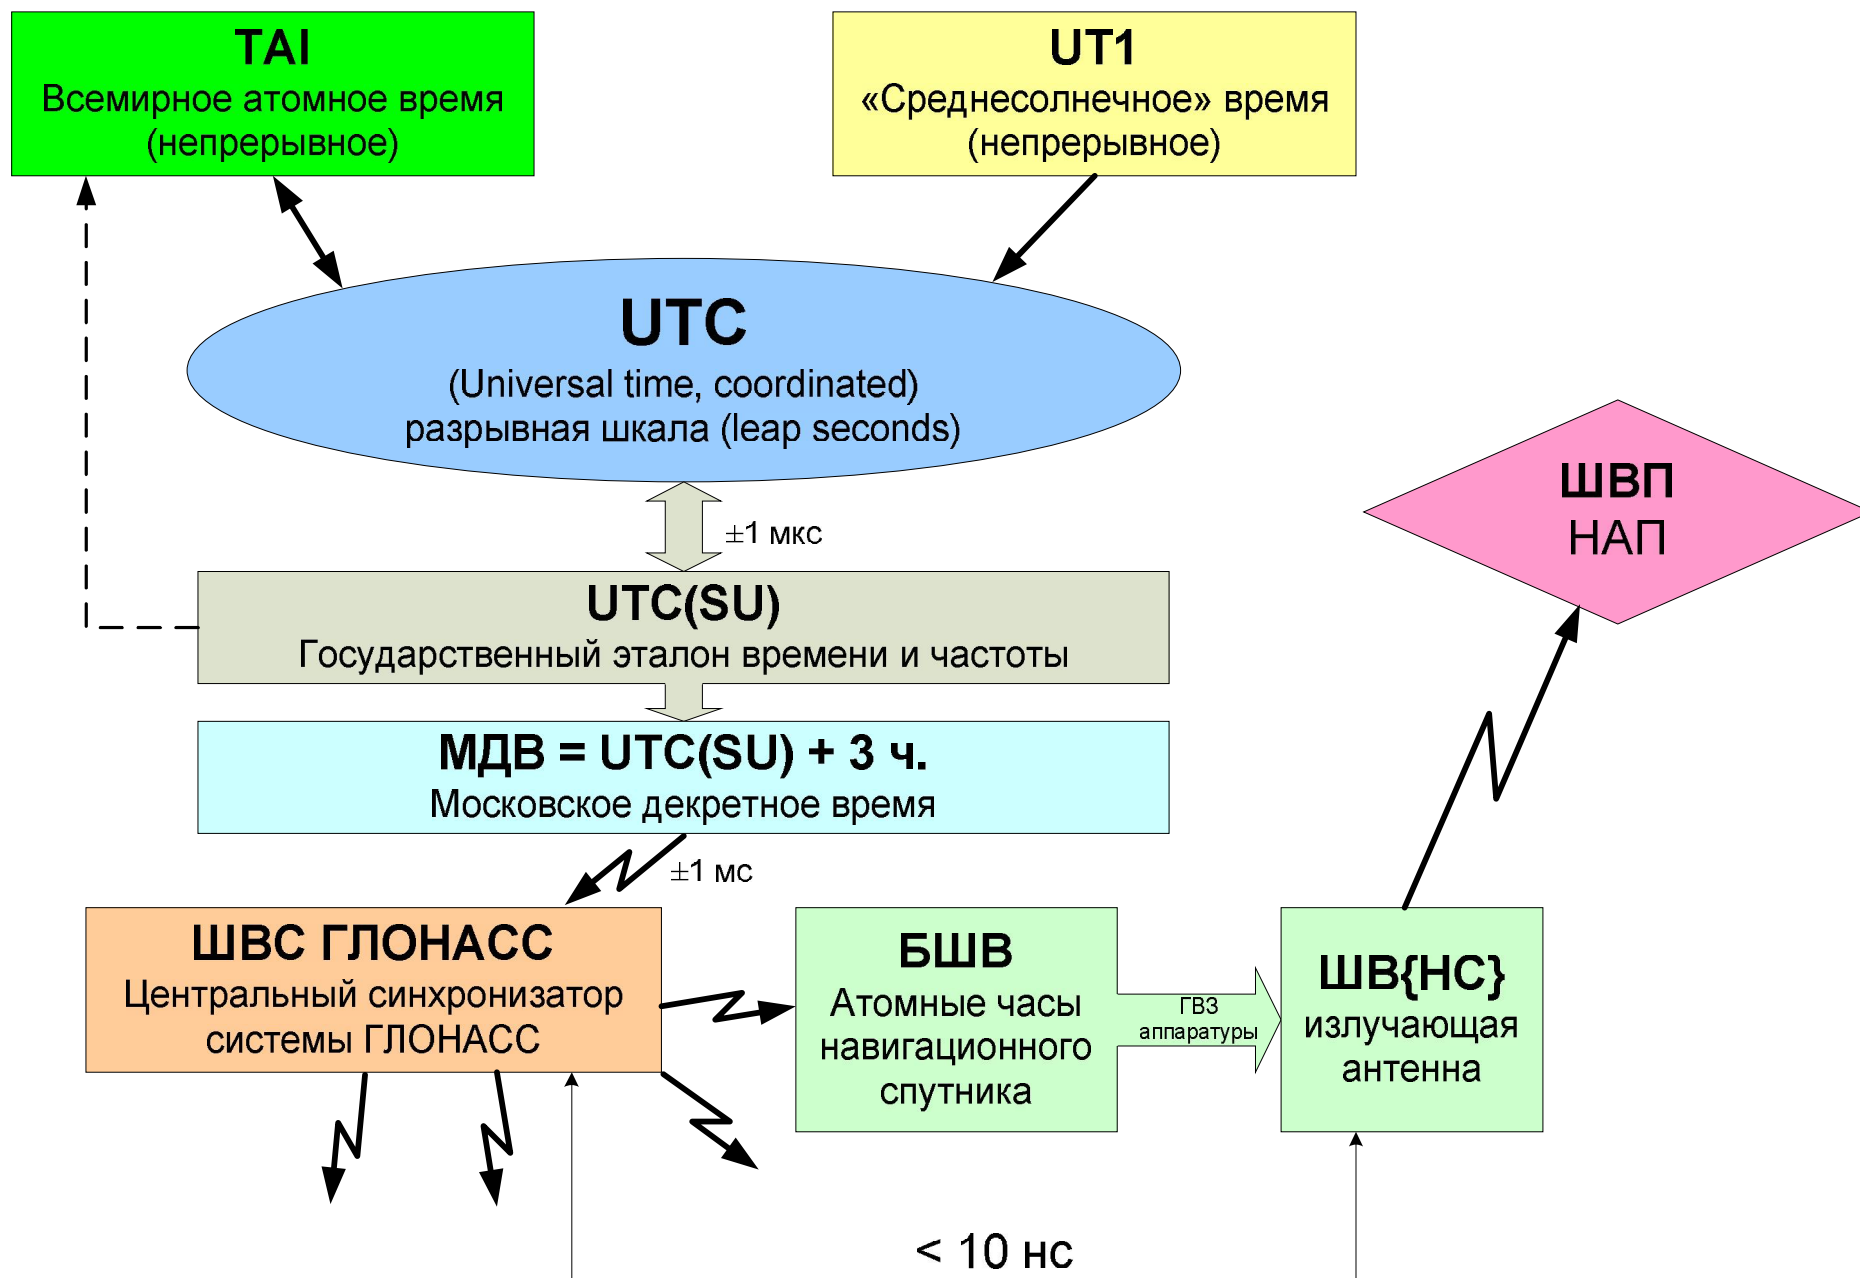 TAI
Всемирное атомное время
(непрерывное)
UT1
«Среднесолнечное» время
(непрерывное)
UTC
(Universal time, coordinated)
разрывная шкала (leap seconds)
±1 мкс
ШВП
НАП
UTC(SU)
Государственный эталон времени и частоты
МДВ = UTC(SU) + 3 ч.
Московское декретное время
±1 мс
ШВС ГЛОНАСС
Центральный синхронизатор
системы ГЛОНАСС
БШВ
Атомные часы
навигационного
спутника
ГВЗ
аппаратуры
ШВ{НС}
излучающая
антенна
< 10 нс